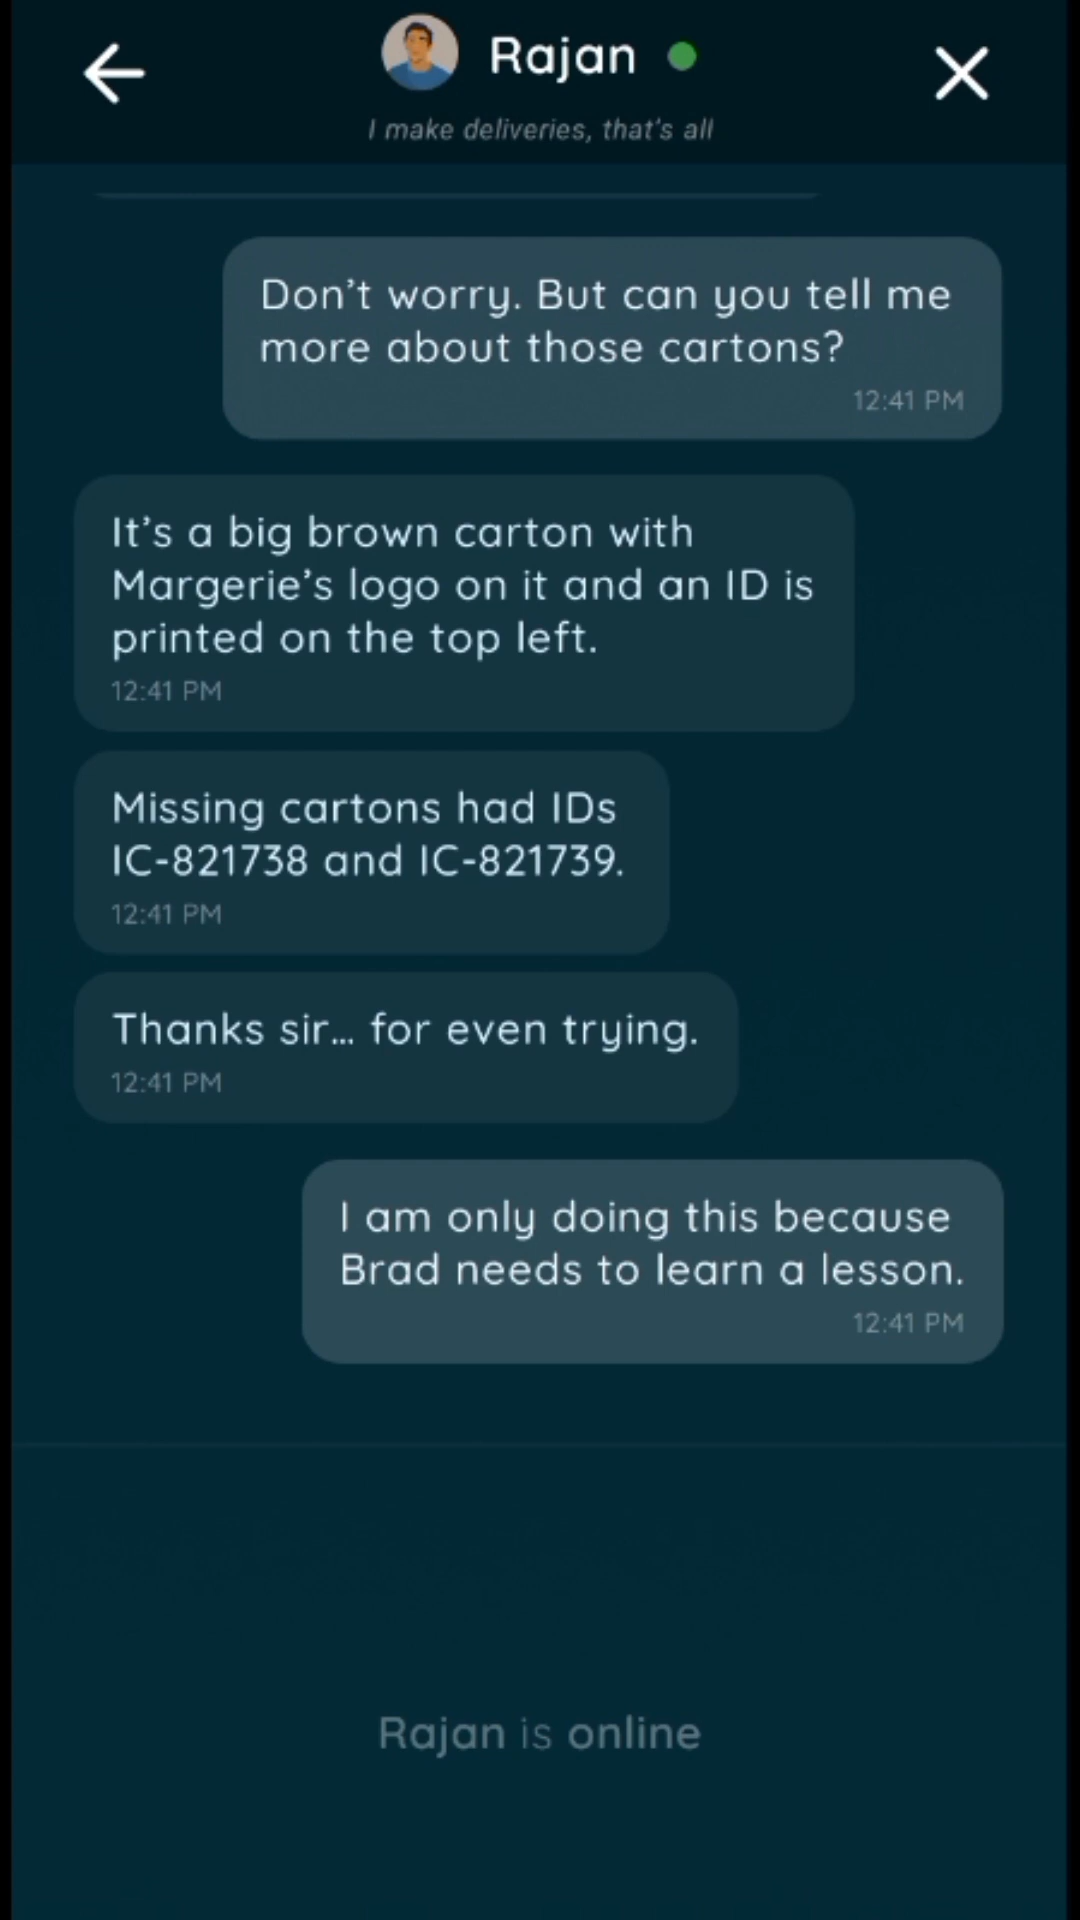 Rajan
I make deliveries, that's all
Don't worry. But can you tell me
more about those cartons?
12:41 PM
It's a big brown carton with
Margerie's logo on it and an ID is
printed on the top left.
12:41 PM
Missing cartons had IDs
IC-821738 and IC-821739.
12:41 PM
Thanks sir... for even trying.
12:41 PM
I am only doing this because
Brad needs to learn a lesson.
12:41 PM
Rajan is online